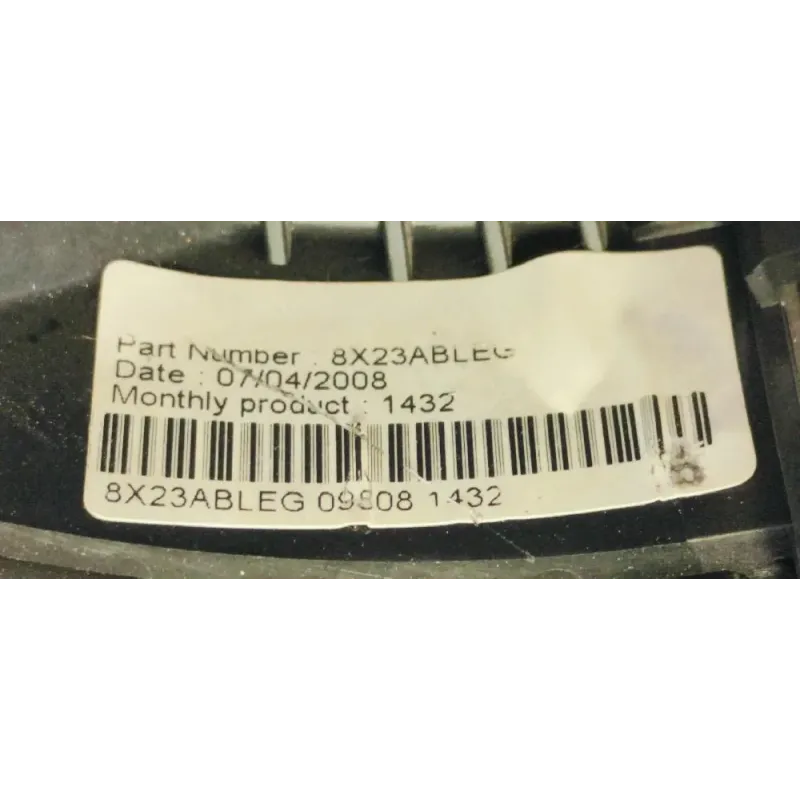 Part Number : 8X23ABLEG
Date : 07/04/2008
Monthly product : 1432
8X23ABLEG 09808 1432